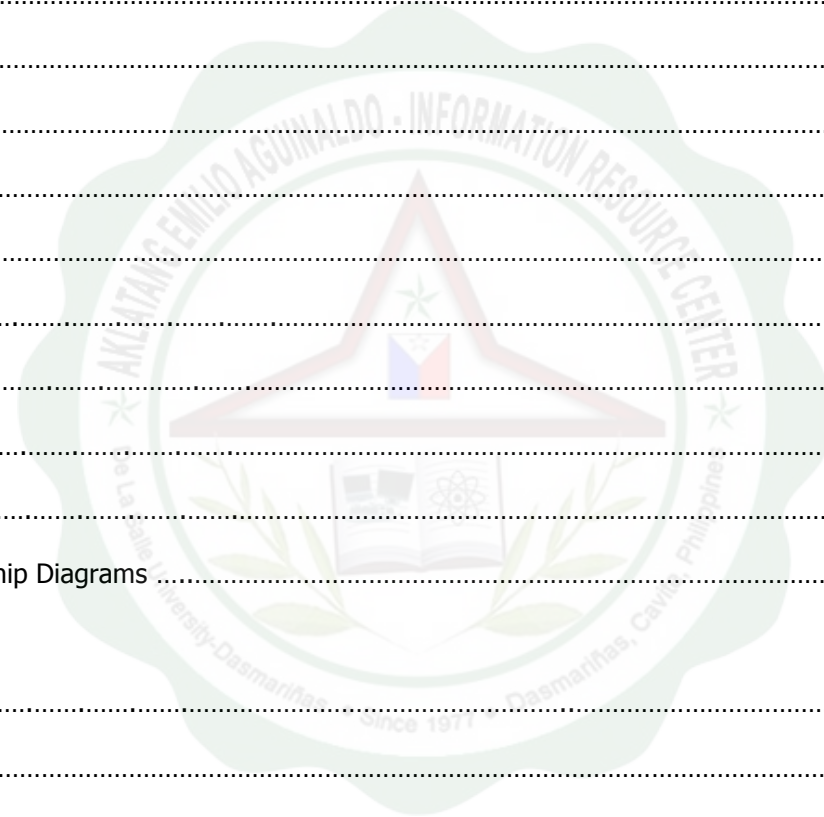 AKLATANG EMILIO AGUINALDO - INFORMATION RESOURCE CENTER
hip Diagrams ..........................................................................................
De La Salle University-Dasmariñas, Cavite, Philippines
Dasmariñas • Since 1977 •